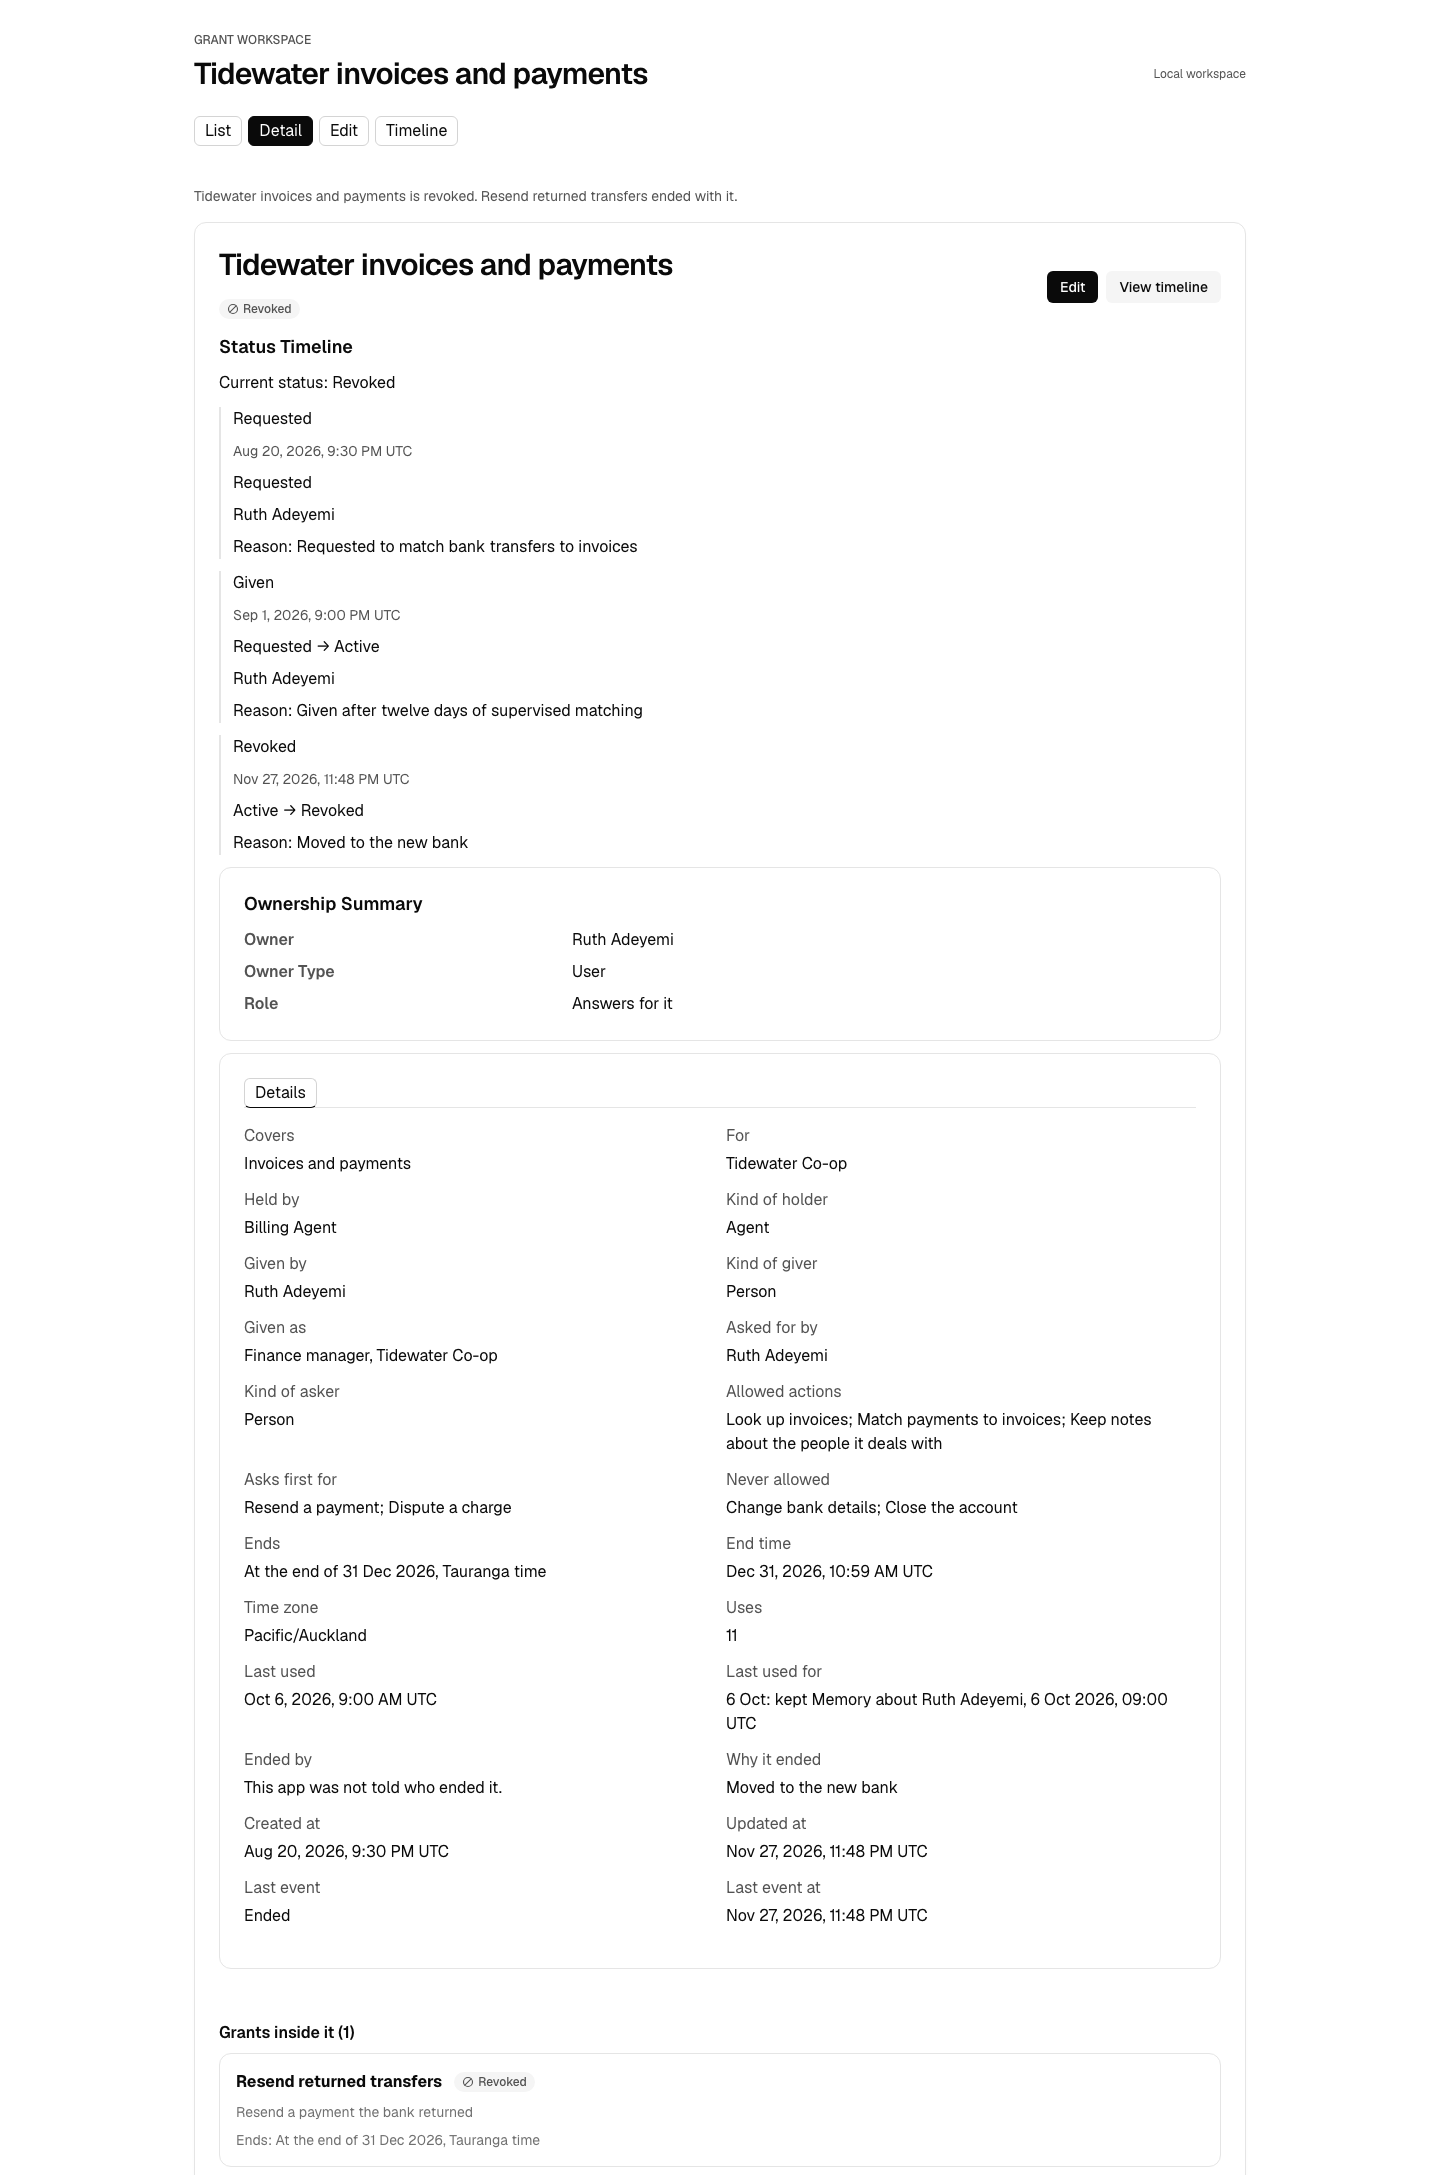 GRANT WORKSPACE
Tidewater invoices and payments
Local workspace
List
Detail
Edit
Timeline
Tidewater invoices and payments is revoked. Resend returned transfers ended with it.
Tidewater invoices and payments
Revoked
Edit
View timeline
Status Timeline
Current status: Revoked
Requested
Aug 20, 2026, 9:30 PM UTC
Requested
Ruth Adeyemi
Reason: Requested to match bank transfers to invoices
Given
Sep 1, 2026, 9:00 PM UTC
Requested → Active
Ruth Adeyemi
Reason: Given after twelve days of supervised matching
Revoked
Nov 27, 2026, 11:48 PM UTC
Active → Revoked
Reason: Moved to the new bank
Ownership Summary
Owner
Ruth Adeyemi
Owner Type
User
Role
Answers for it
Details
Covers
Invoices and payments
For
Tidewater Co-op
Held by
Billing Agent
Kind of holder
Agent
Given by
Ruth Adeyemi
Kind of giver
Person
Given as
Finance manager, Tidewater Co-op
Asked for by
Ruth Adeyemi
Kind of asker
Person
Allowed actions
Look up invoices; Match payments to invoices; Keep notes
about the people it deals with
Asks first for
Resend a payment; Dispute a charge
Never allowed
Change bank details; Close the account
Ends
At the end of 31 Dec 2026, Tauranga time
End time
Dec 31, 2026, 10:59 AM UTC
Time zone
Pacific/Auckland
Uses
11
Last used
Oct 6, 2026, 9:00 AM UTC
Last used for
6 Oct: kept Memory about Ruth Adeyemi, 6 Oct 2026, 09:00
UTC
Ended by
This app was not told who ended it.
Why it ended
Moved to the new bank
Created at
Aug 20, 2026, 9:30 PM UTC
Updated at
Nov 27, 2026, 11:48 PM UTC
Last event
Ended
Last event at
Nov 27, 2026, 11:48 PM UTC
Grants inside it (1)
Resend returned transfers
Revoked
Resend a payment the bank returned
Ends: At the end of 31 Dec 2026, Tauranga time